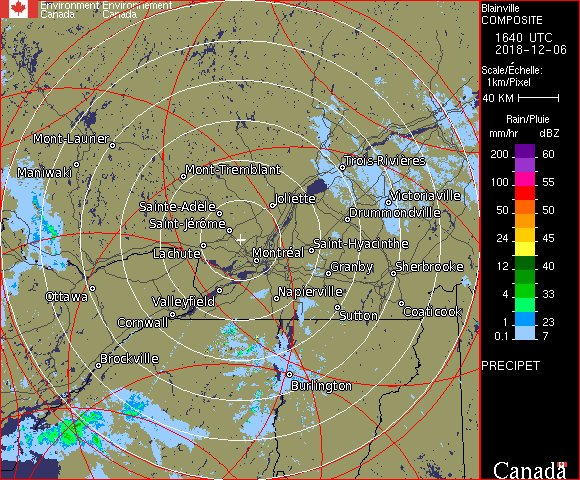 Environment Environnement
Canada Canada
Blainville
COMPOSITE
1640 UTC
2018-12-06
Scale/Échelle:
1km/Pixel
40 KM
Rain/Pluie
mm/hr dBZ
200 60
100 55
50 50
24 45
12 40
4 33
1 23
0.1 7
PRECIPET
Canada
Mont-Laurier
Maniwaki
Mont-Tremblant
Trois-Rivières
Joliette
Victoriaville
Sainte-Adèle
Drummondville
Saint-Jérôme
Saint-Hyacinthe
Lachute
Montréal
Granby
Sherbrooke
Ottawa
Valleyfield
Napierville
Cornwall
Sutton
Coaticook
Brockville
Burlington